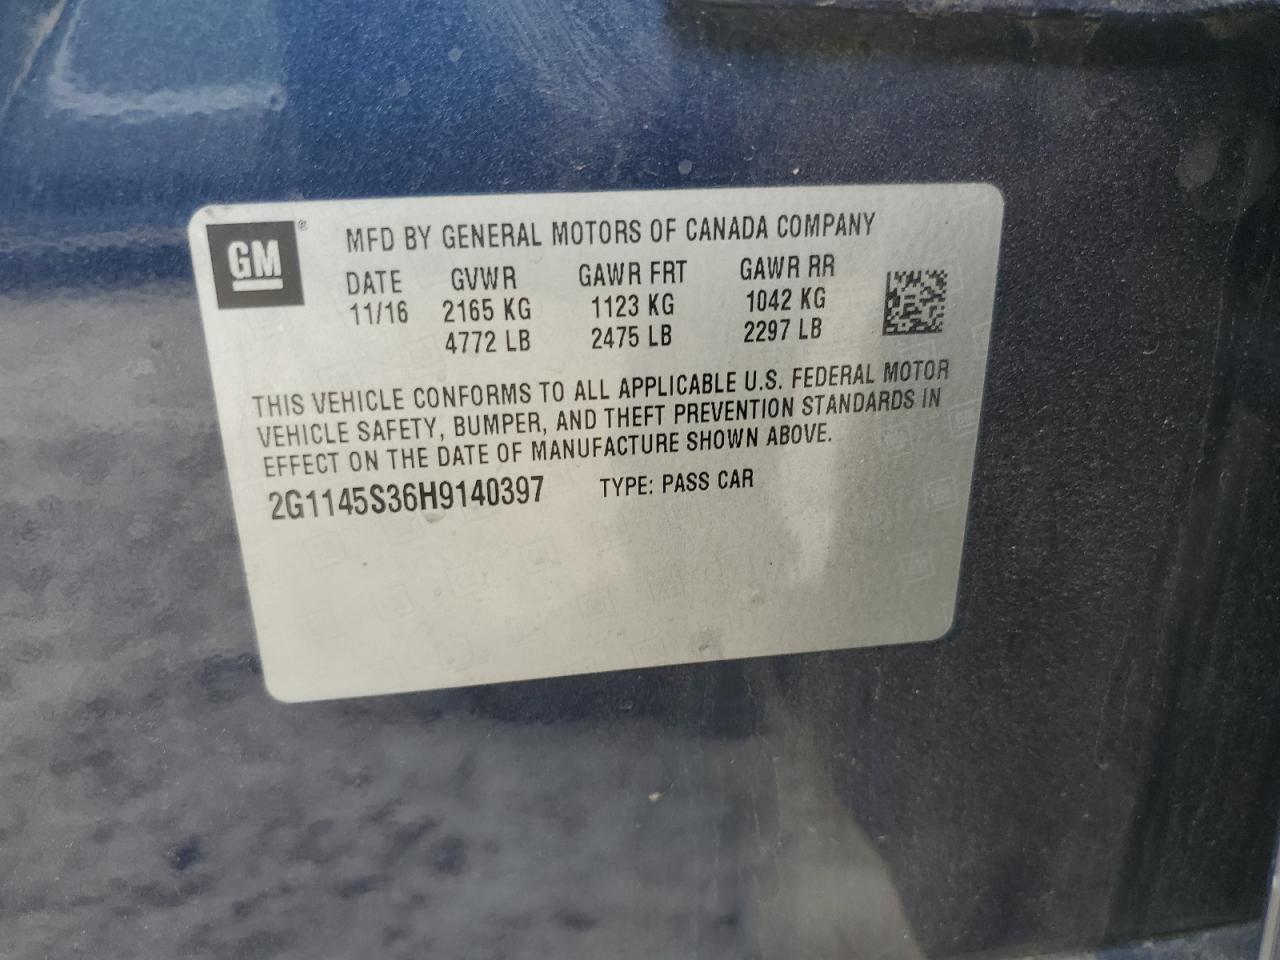 GM ®
MFD BY GENERAL MOTORS OF CANADA COMPANY
DATE GVWR GAWR FRT GAWR RR
11/16 2165 KG 1123 KG 1042 KG
4772 LB 2475 LB 2297 LB
THIS VEHICLE CONFORMS TO ALL APPLICABLE U.S. FEDERAL MOTOR
VEHICLE SAFETY, BUMPER, AND THEFT PREVENTION STANDARDS IN
EFFECT ON THE DATE OF MANUFACTURE SHOWN ABOVE.
2G1145S36H9140397 TYPE: PASS CAR